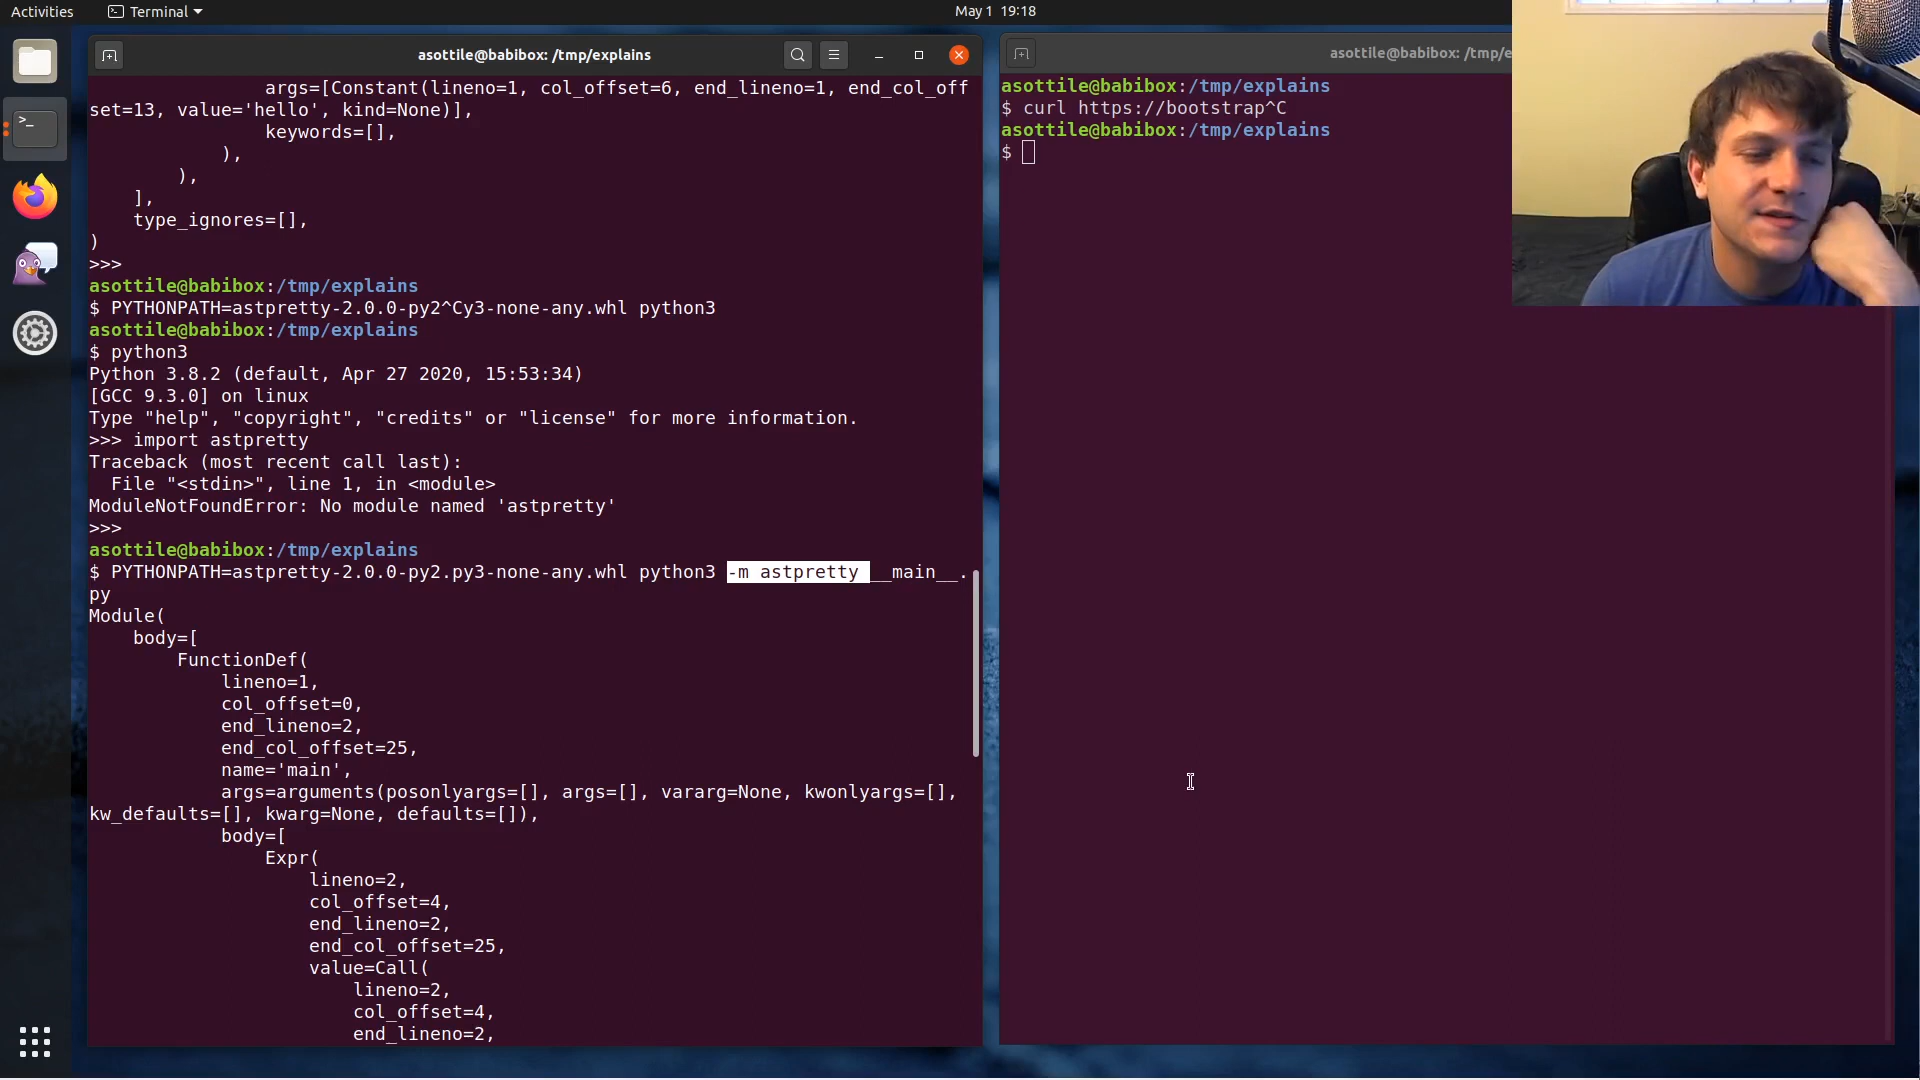 Activities
Terminal
May 1 19:18
asottile@babibox: /tmp/explains
args=[Constant(lineno=1, col_offset=6, end_lineno=1, end_col_off
set=13, value='hello', kind=None)],
keywords=[],
),
),
],
type_ignores=[],
)
>>>
asottile@babibox:/tmp/explains
$ PYTHONPATH=astpretty-2.0.0-py2^Cy3-none-any.whl python3
asottile@babibox:/tmp/explains
$ python3
Python 3.8.2 (default, Apr 27 2020, 15:53:34)
[GCC 9.3.0] on linux
Type "help", "copyright", "credits" or "license" for more information.
>>> import astpretty
Traceback (most recent call last):
File "<stdin>", line 1, in <module>
ModuleNotFoundError: No module named 'astpretty'
>>>
asottile@babibox:/tmp/explains
$ PYTHONPATH=astpretty-2.0.0-py2.py3-none-any.whl python3 -m astpretty __main__.
py
Module(
body=[
FunctionDef(
lineno=1,
col_offset=0,
end_lineno=2,
end_col_offset=25,
name='main',
args=arguments(posonlyargs=[], args=[], vararg=None, kwonlyargs=[],
kw_defaults=[], kwarg=None, defaults=[]),
body=[
Expr(
lineno=2,
col_offset=4,
end_lineno=2,
end_col_offset=25,
value=Call(
lineno=2,
col_offset=4,
end_lineno=2,
asottile@babibox: /tmp/e
asottile@babibox:/tmp/explains
$ curl https://bootstrap^C
asottile@babibox:/tmp/explains
$